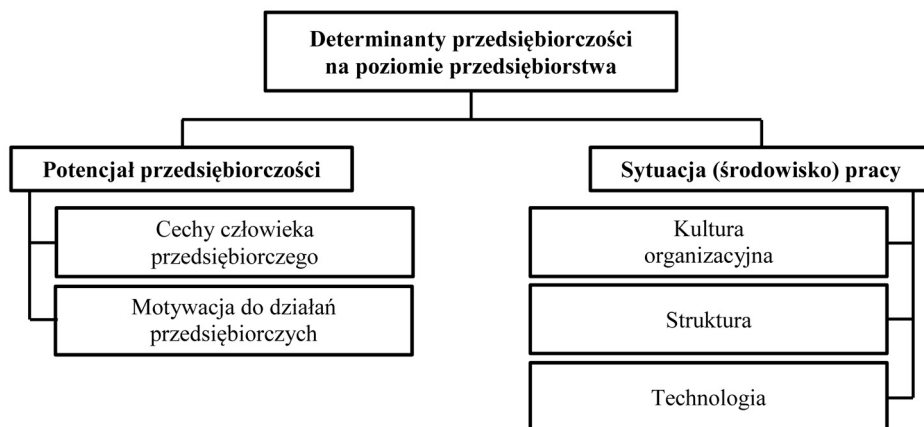 Determinanty przedsiębiorczości
na poziomie przedsiębiorstwa
Potencjał przedsiębiorczości
Cechy człowieka
przedsiębiorczego
Motywacja do działań
przedsiębiorczych
Sytuacja (środowisko) pracy
Kultura
organizacyjna
Struktura
Technologia